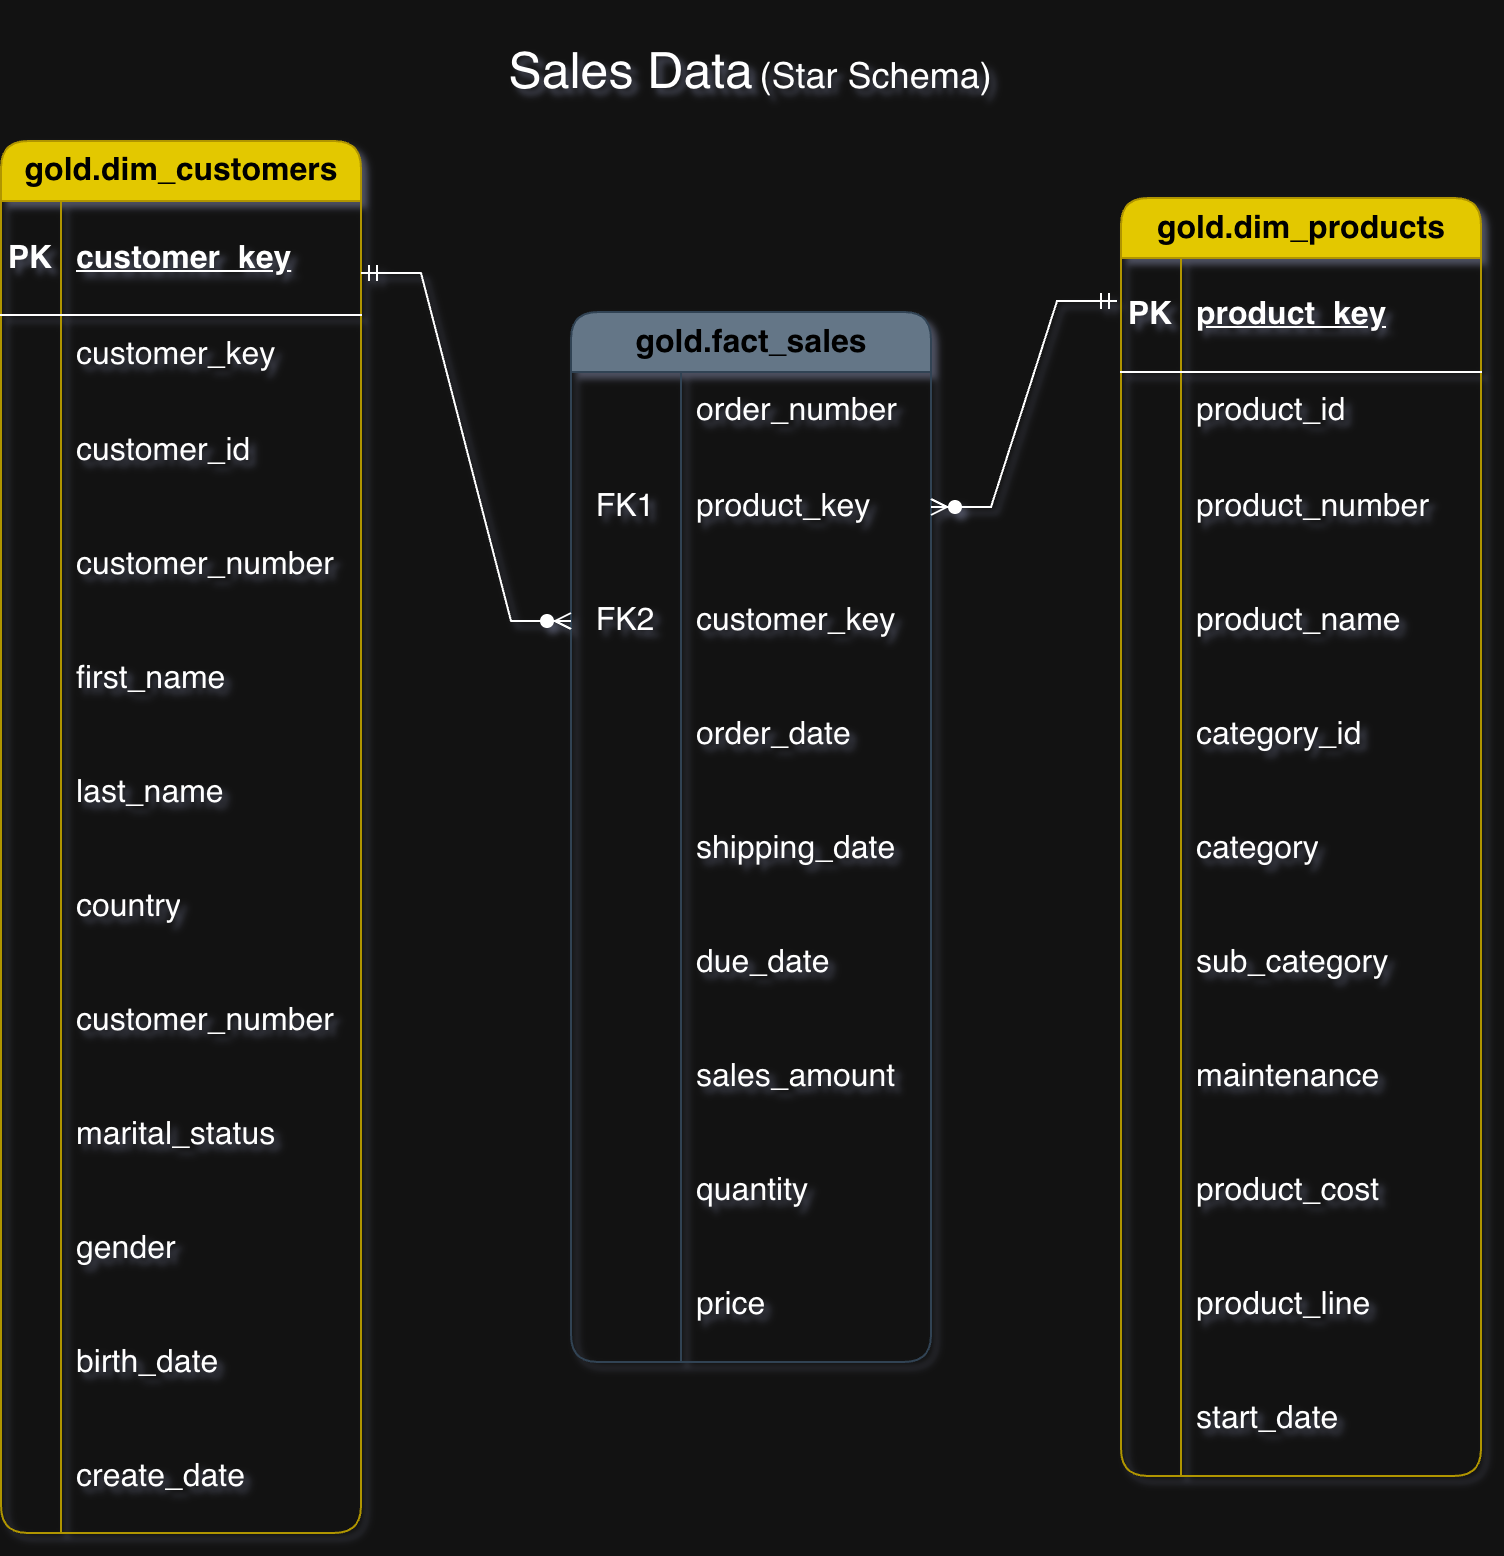 Sales Data (Star Schema)
gold.dim_customers
PK customer_key
customer_key
customer_id
customer_number
first_name
last_name
country
customer_number
marital_status
gender
birth_date
create_date
gold.fact_sales
order_number
FK1 product_key
FK2 customer_key
order_date
shipping_date
due_date
sales_amount
quantity
price
gold.dim_products
PK product_key
product_id
product_number
product_name
category_id
category
sub_category
maintenance
product_cost
product_line
start_date